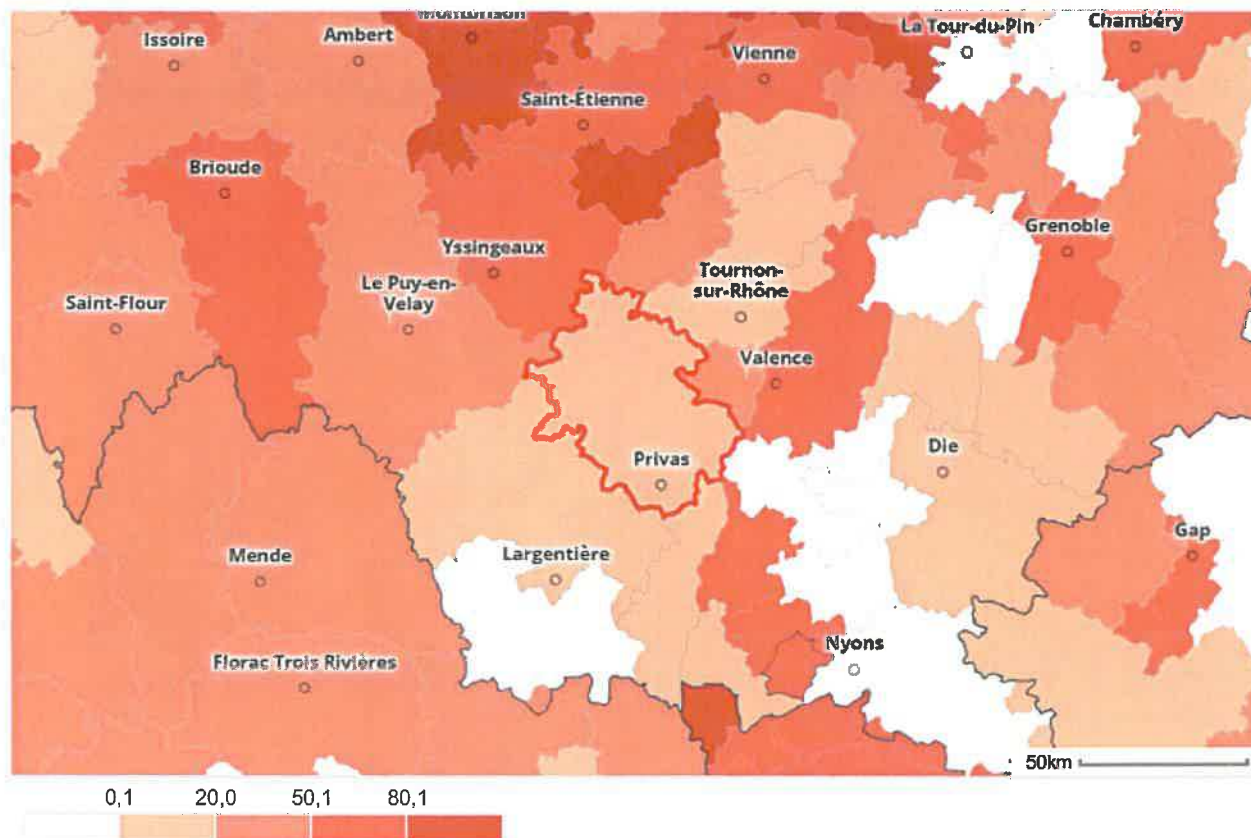 Issoire
Ambert
Montbrison
Vienne
La Tour-du-Pin
Chambéry
Saint-Étienne
Brioude
Yssingeaux
Grenoble
Le Puy-en-
Velay
Tournon-
sur-Rhône
Saint-Flour
Valence
Die
Privas
Gap
Mende
Largentière
Nyons
Florac Trois Rivières
50km
0,1 20,0 50,1 80,1